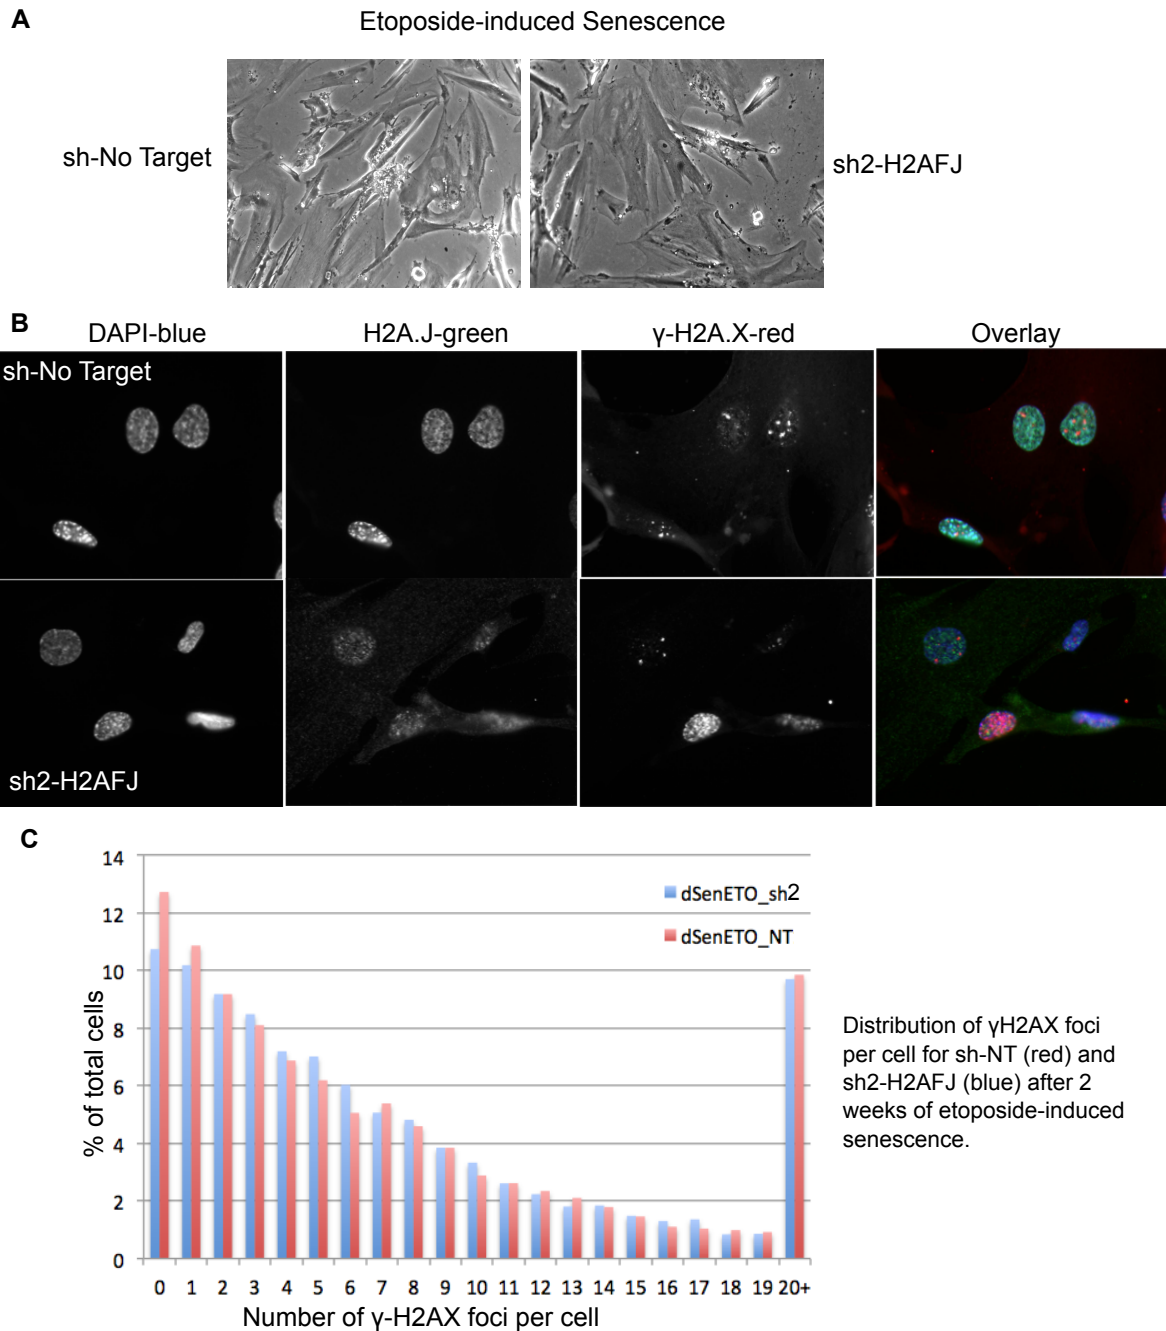 A
Etoposide-induced Senescence
sh-No Target
sh2-H2AFJ
B
DAPI-blue
H2A.J-green
γ-H2A.X-red
Overlay
sh-No Target
sh2-H2AFJ
C
14
12
10
8
6
4
2
0
% of total cells
dSenETO_sh2
dSenETO_NT
0 1 2 3 4 5 6 7 8 9 10 11 12 13 14 15 16 17 18 19 20+
Number of γ-H2AX foci per cell
Distribution of γH2AX foci
per cell for sh-NT (red) and
sh2-H2AFJ (blue) after 2
weeks of etoposide-induced
senescence.